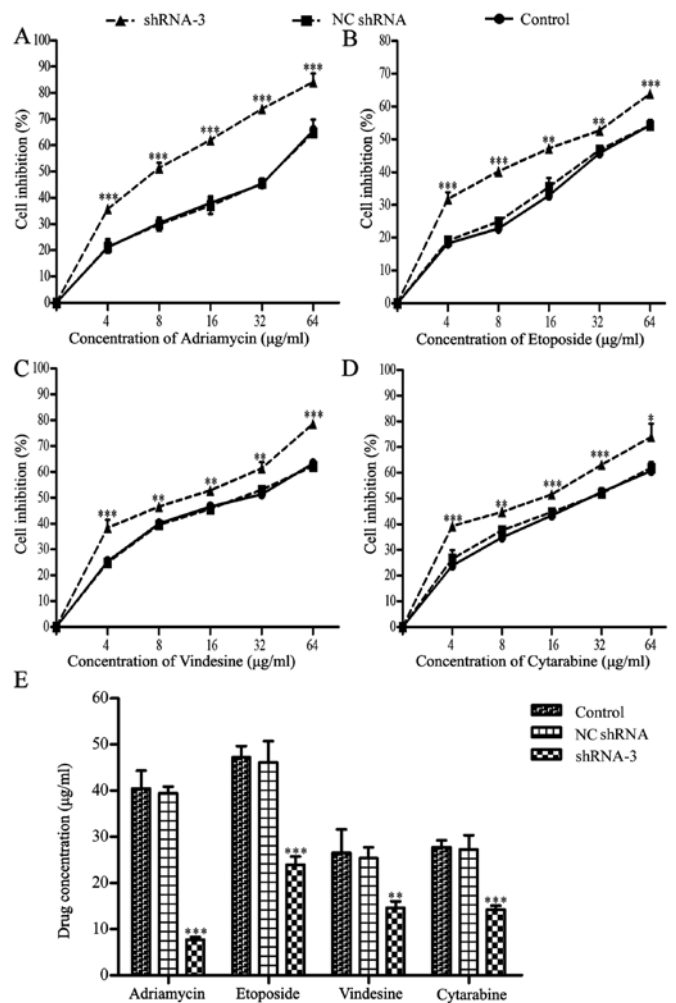 shRNA-3 NC shRNA Control
A B
100
90
80
70
60
50
40
30
20
10
0
Cell inhibition (%)
*** *** *** *** ***
4 8 16 32 64
Concentration of Adriamycin (μg/ml)
80
70
60
50
40
30
20
10
0
Cell inhibition (%)
*** *** ** ** ***
4 8 16 32 64
Concentration of Etoposide (μg/ml)
C D
100
90
80
70
60
50
40
30
20
10
0
Cell inhibition (%)
*** ** ** ** ***
4 8 16 32 64
Concentration of Vindesine (μg/ml)
100
90
80
70
60
50
40
30
20
10
0
Cell inhibition (%)
*** ** *** *** *
4 8 16 32 64
Concentration of Cytarabine (μg/ml)
E
60
50
40
30
20
10
0
Drug concentration (μg/ml)
Control
NC shRNA
shRNA-3
*** *** ** ***
Adriamycin Etoposide Vindesine Cytarabine